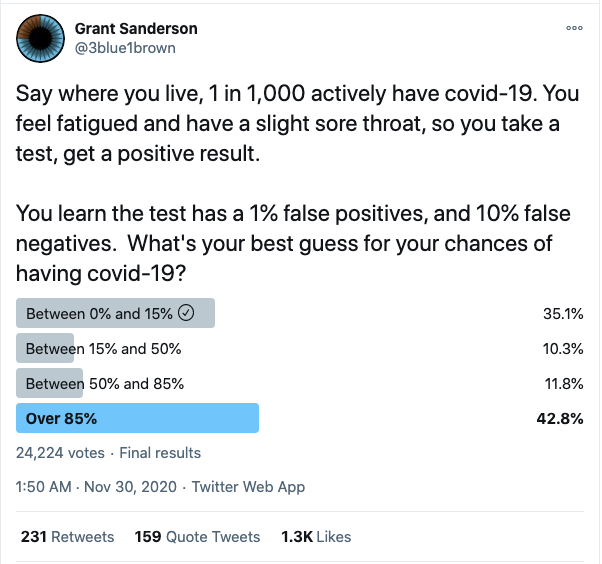 Grant Sanderson
@3blue1brown
Say where you live, 1 in 1,000 actively have covid-19. You
feel fatigued and have a slight sore throat, so you take a
test, get a positive result.
You learn the test has a 1% false positives, and 10% false
negatives.  What's your best guess for your chances of
having covid-19?
Between 0% and 15% 35.1%
Between 15% and 50% 10.3%
Between 50% and 85% 11.8%
Over 85% 42.8%
24,224 votes · Final results
1:50 AM · Nov 30, 2020 · Twitter Web App
231 Retweets 159 Quote Tweets 1.3K Likes